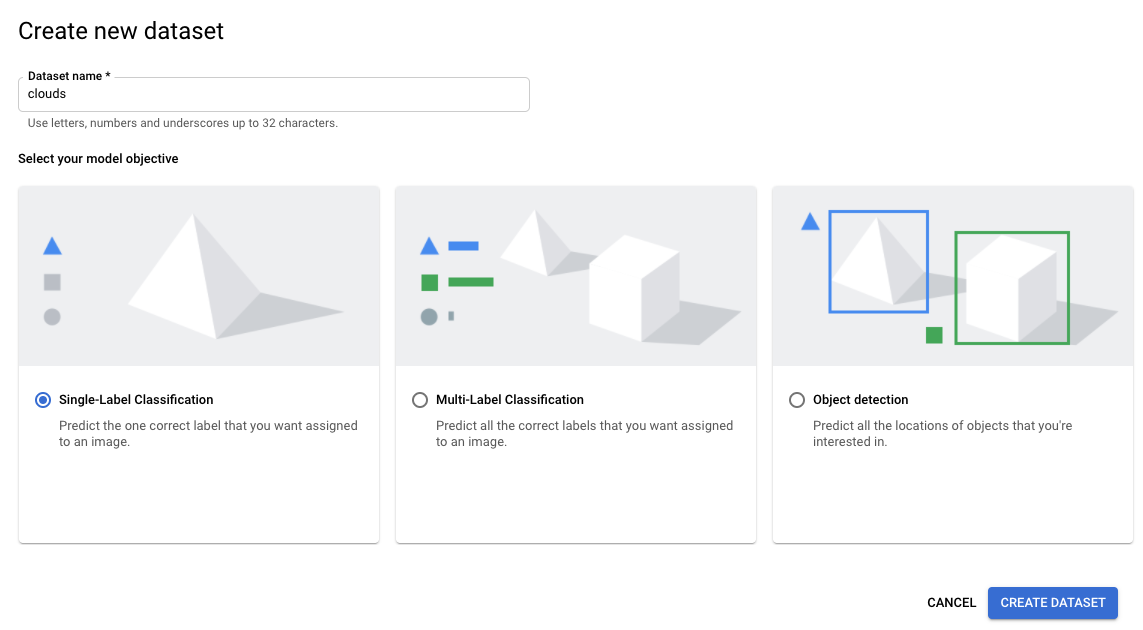 Create new dataset
Dataset name *
clouds
Use letters, numbers and underscores up to 32 characters.
Select your model objective
Single-Label Classification
Predict the one correct label that you want assigned
to an image.
Multi-Label Classification
Predict all the correct labels that you want assigned
to an image.
Object detection
Predict all the locations of objects that you're
interested in.
CANCEL
CREATE DATASET